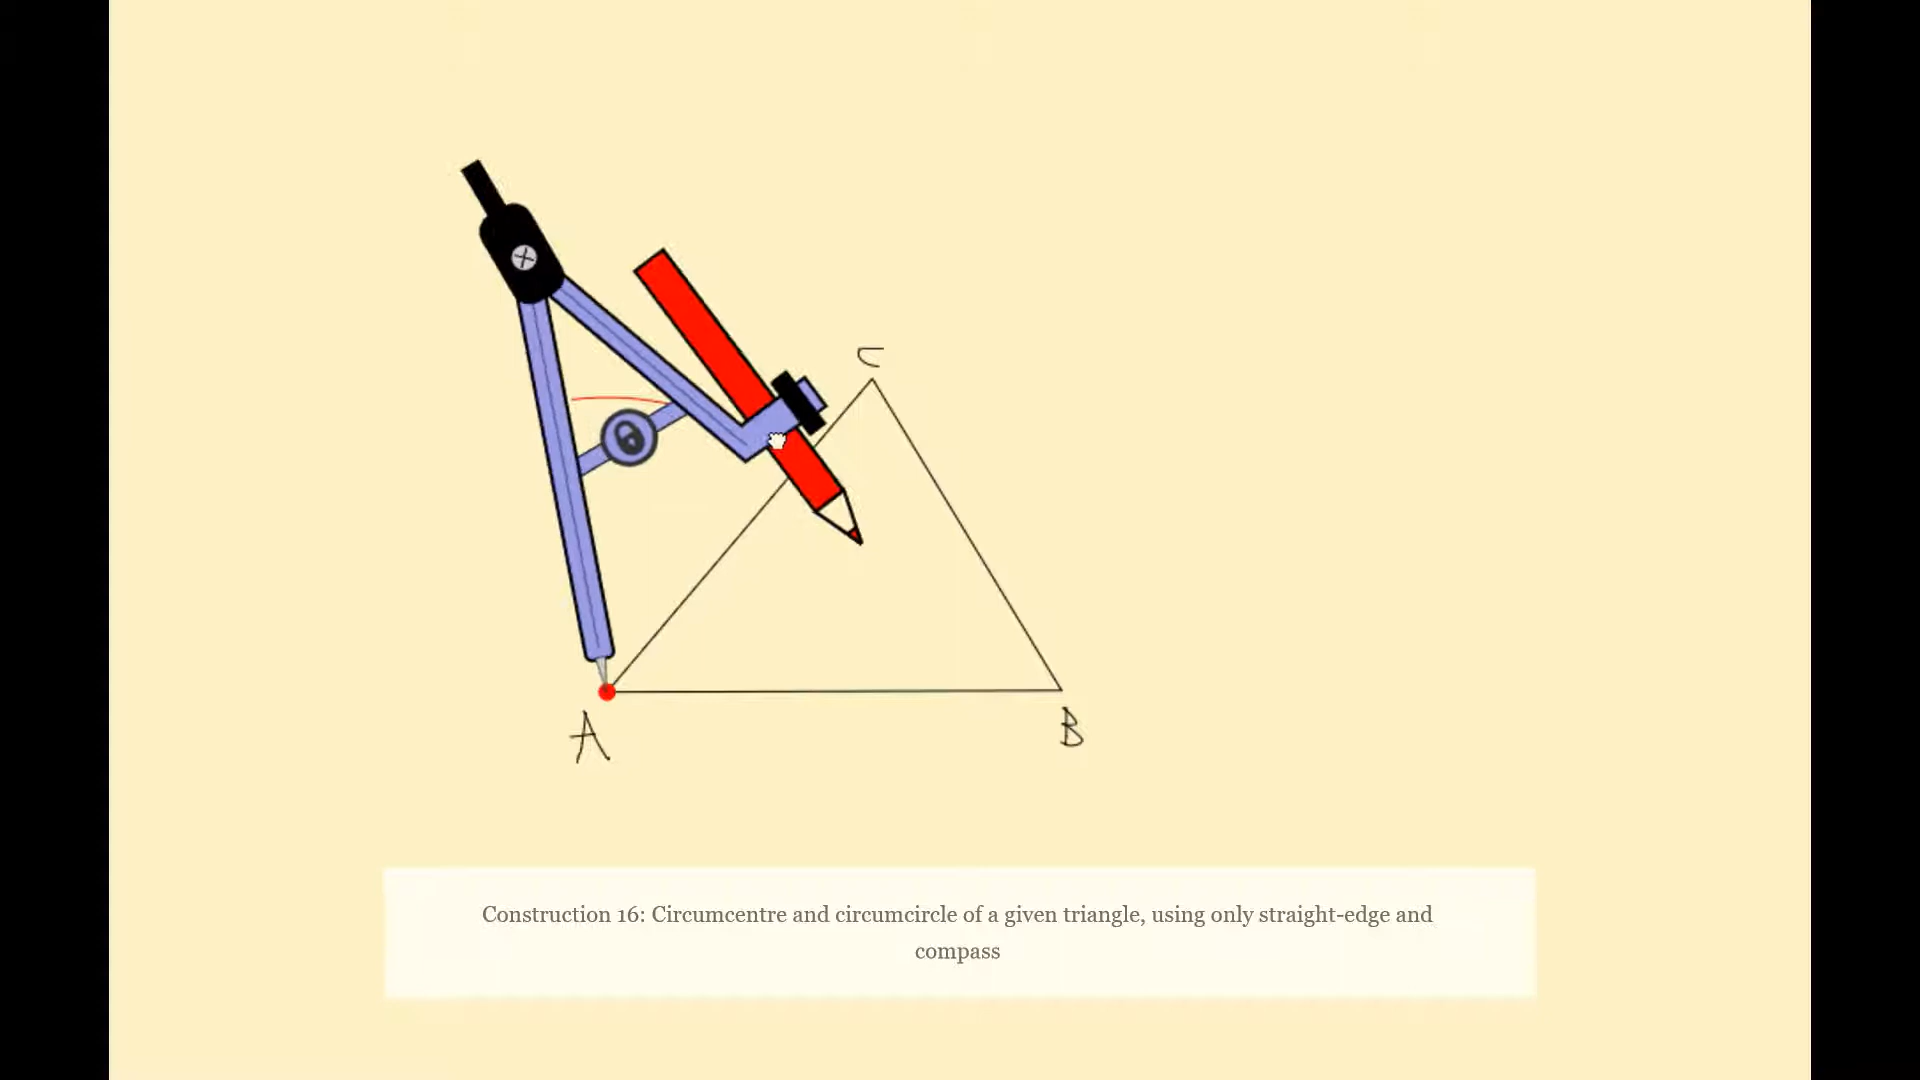 C
A
B
Construction 16: Circumcentre and circumcircle of a given triangle, using only straight-edge and
compass